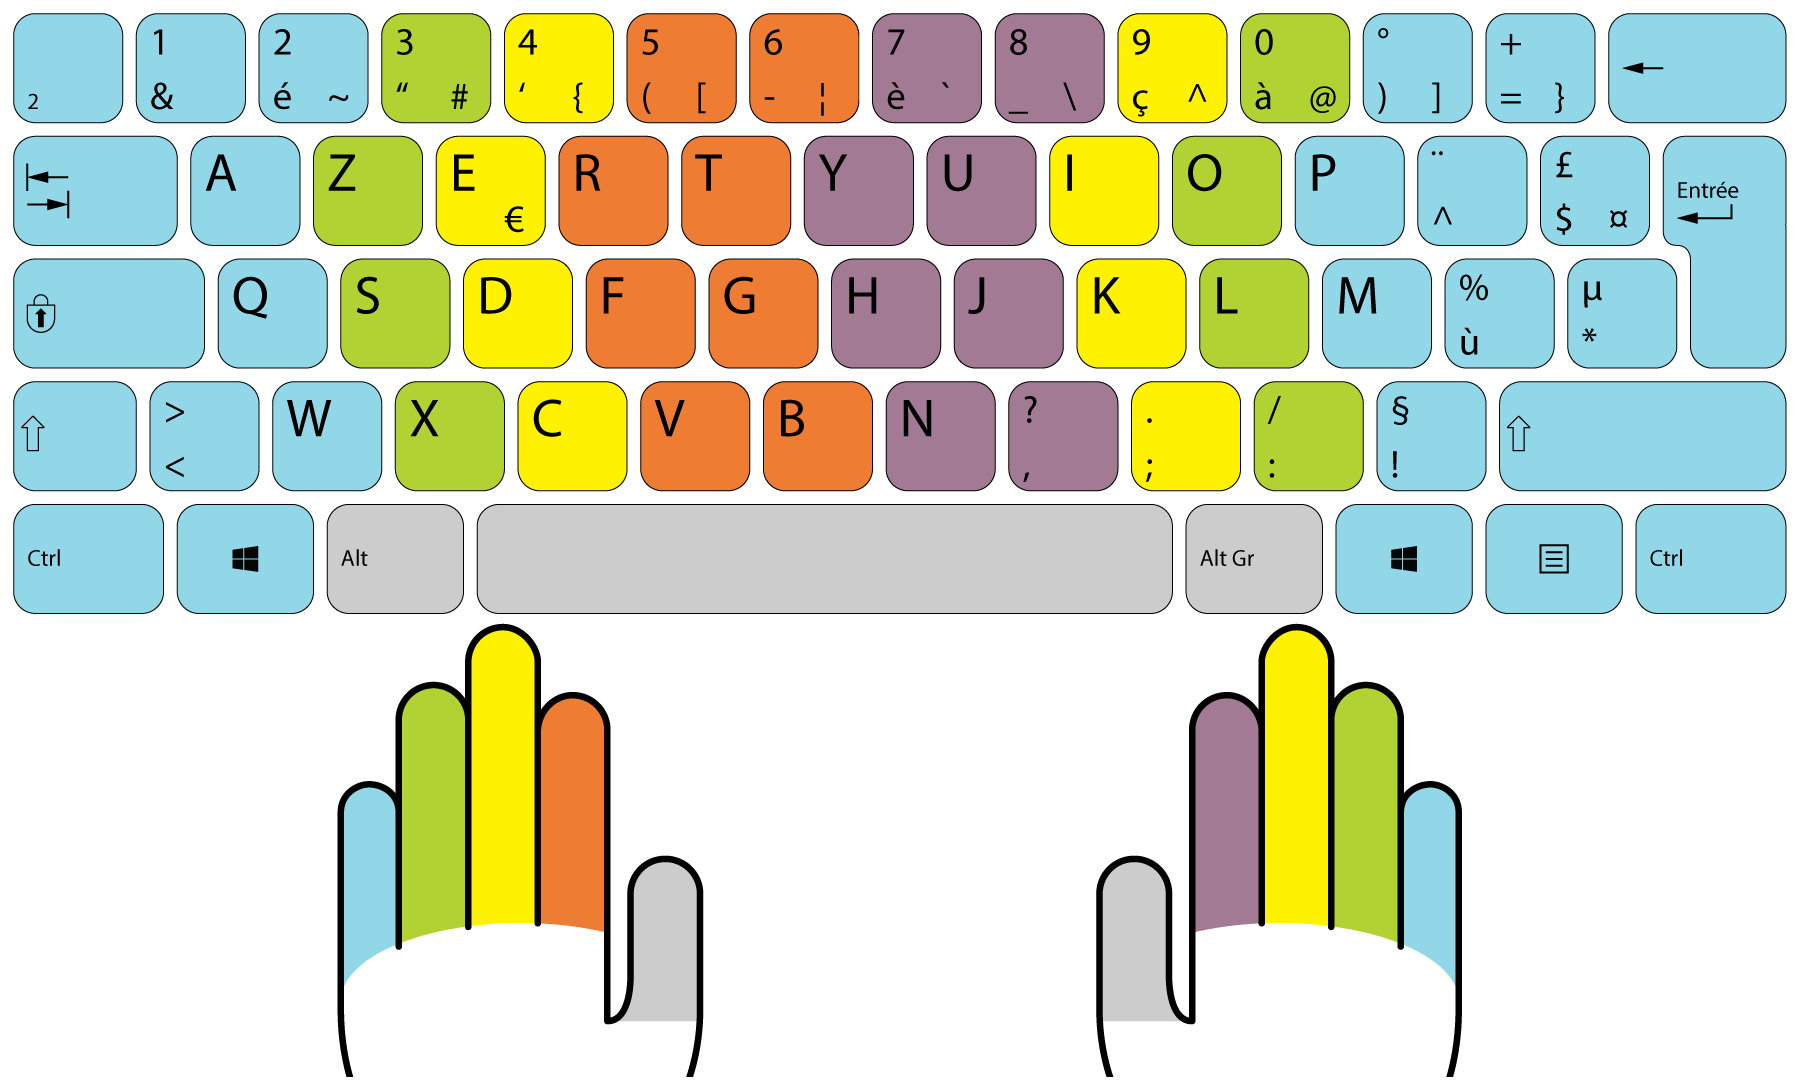 1 2 3 4 5 6 7 8 9 0 ° +
2 & é ~ “ # ‘ { ( [ - ¦ è ` _ \ ç ^ à @ ) ] = }
A Z E R T Y U I O P ¨ £ Entrée
€ ^ $ ¤
Q S D F G H J K L M % µ
ù *
> W X C V B N ? . / §
< , ; : !
Ctrl Alt Alt Gr Ctrl